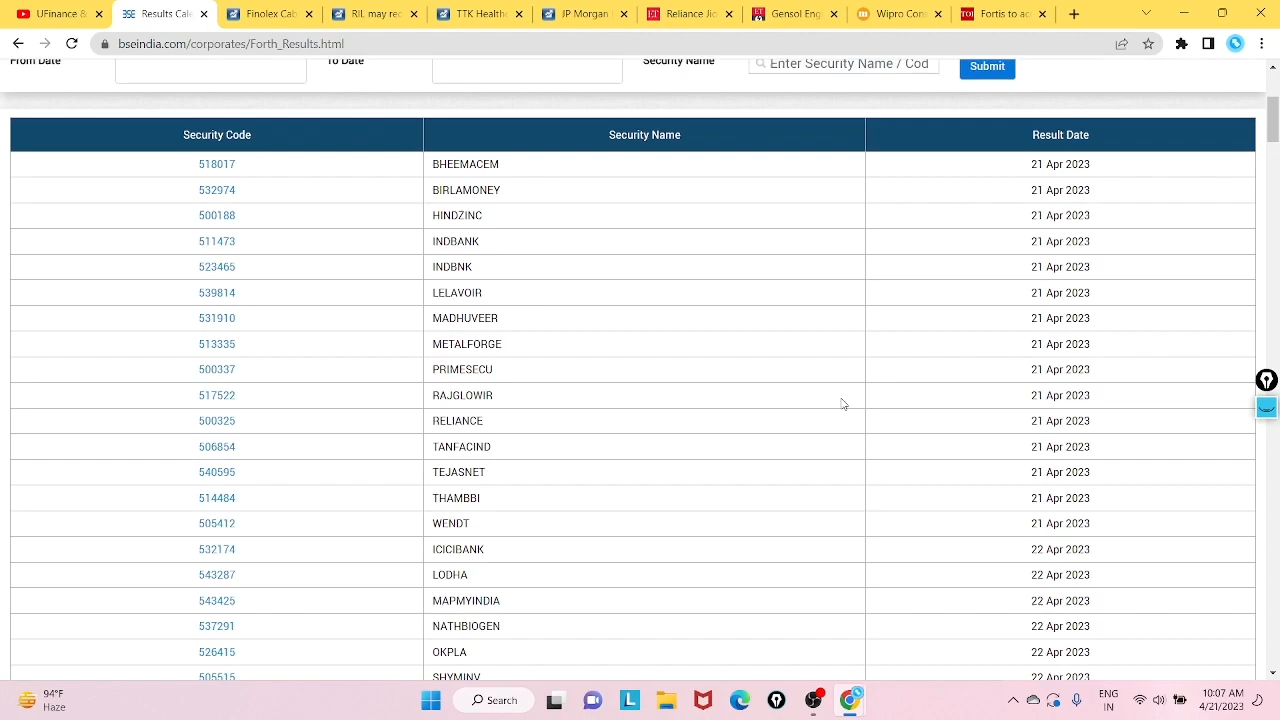 UFinance &
Results Cale
Finolex Cab
RIL may rec
TTK Health
JP Morgan
Reliance Jio
Gensol Eng
Wipro Cons
Fortis to ac
bseindia.com/corporates/Forth_Results.html
From Date To Date Security Name Enter Security Name / Cod Submit
Security Code Security Name Result Date
518017 BHEEMACEM 21 Apr 2023
532974 BIRLAMONEY 21 Apr 2023
500188 HINDZINC 21 Apr 2023
511473 INDBANK 21 Apr 2023
523465 INDBNK 21 Apr 2023
539814 LELAVOIR 21 Apr 2023
531910 MADHUVEER 21 Apr 2023
513335 METALFORGE 21 Apr 2023
500337 PRIMESECU 21 Apr 2023
517522 RAJGLOWIR 21 Apr 2023
500325 RELIANCE 21 Apr 2023
506854 TANFACIND 21 Apr 2023
540595 TEJASNET 21 Apr 2023
514484 THAMBBI 21 Apr 2023
505412 WENDT 21 Apr 2023
532174 ICICIBANK 22 Apr 2023
543287 LODHA 22 Apr 2023
543425 MAPMYINDIA 22 Apr 2023
537291 NATHBIOGEN 22 Apr 2023
526415 OKPLA 22 Apr 2023
505515 SHYMINV 22 Apr 2023
94°F
Haze
Search
ENG
IN
10:07 AM
4/21/2023